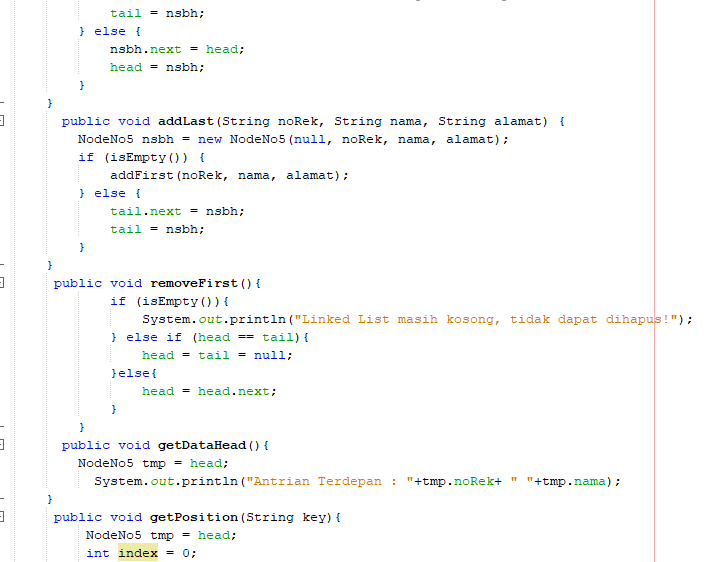 tail = nsbh;
} else {
nsbh.next = head;
head = nsbh;
}
}
public void addLast(String noRek, String nama, String alamat) {
NodeNo5 nsbh = new NodeNo5(null, noRek, nama, alamat);
if (isEmpty()) {
addFirst(noRek, nama, alamat);
} else {
tail.next = nsbh;
tail = nsbh;
}
}
public void removeFirst(){
if (isEmpty()){
System.out.println("Linked List masih kosong, tidak dapat dihapus!");
} else if (head == tail){
head = tail = null;
}else{
head = head.next;
}
}
public void getDataHead(){
NodeNo5 tmp = head;
System.out.println("Antrian Terdepan : "+tmp.noRek+ " "+tmp.nama);
}
public void getPosition(String key){
NodeNo5 tmp = head;
int index = 0;